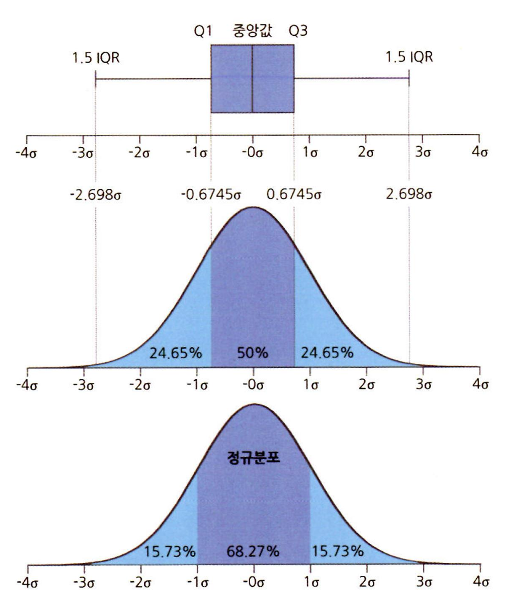 Q1 중앙값 Q3
1.5 IQR 1.5 IQR
-4σ -3σ -2σ -1σ -0σ 1σ 2σ 3σ 4σ
-2.698σ -0.6745σ 0.6745σ 2.698σ
24.65% 50% 24.65%
-4σ -3σ -2σ -1σ -0σ 1σ 2σ 3σ 4σ
정규분포
15.73% 68.27% 15.73%
-4σ -3σ -2σ -1σ -0σ 1σ 2σ 3σ 4σ